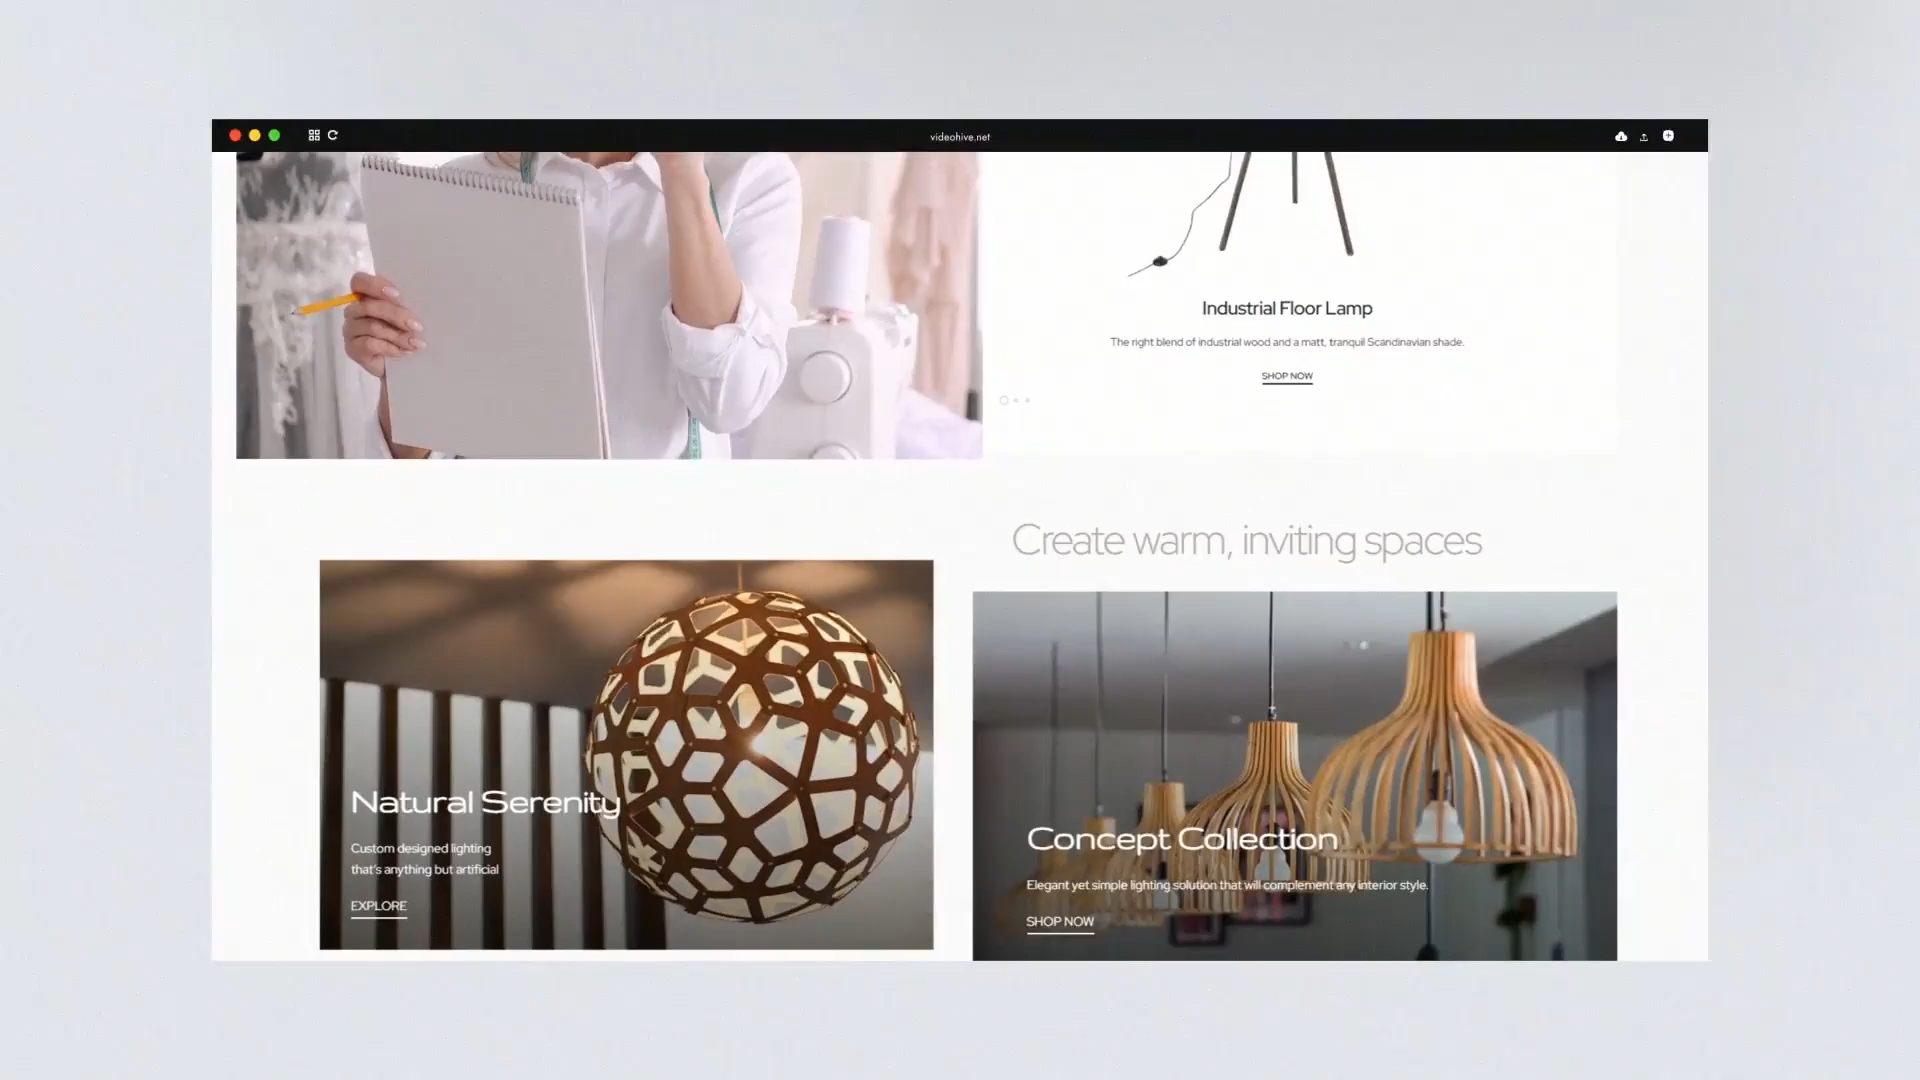 videohive.net
Industrial Floor Lamp
The right blend of industrial wood and a matt, tranquil Scandinavian shade.
SHOP NOW
Create warm, inviting spaces
Natural Serenity
Custom designed lighting
that's anything but artificial
EXPLORE
Concept Collection
Elegant yet simple lighting solution that will complement any interior style.
SHOP NOW